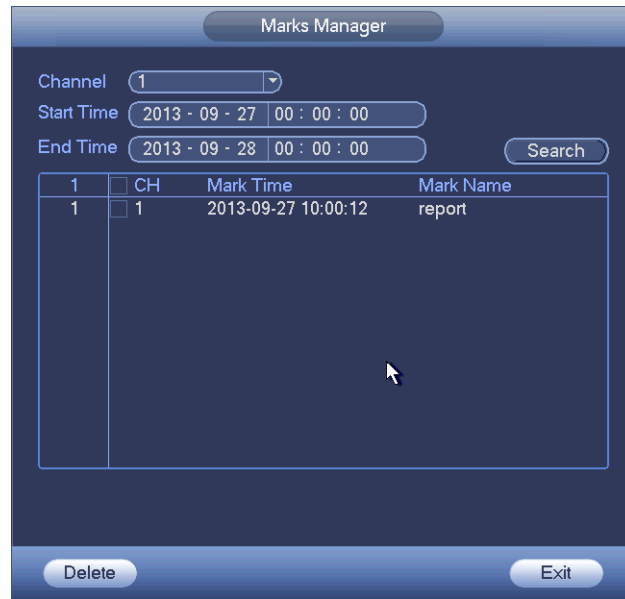 Marks Manager
Channel 1
Start Time 2013 - 09 - 27 00 : 00 : 00
End Time 2013 - 09 - 28 00 : 00 : 00 Search
1 CH Mark Time Mark Name
1 1 2013-09-27 10:00:12 report
Delete Exit